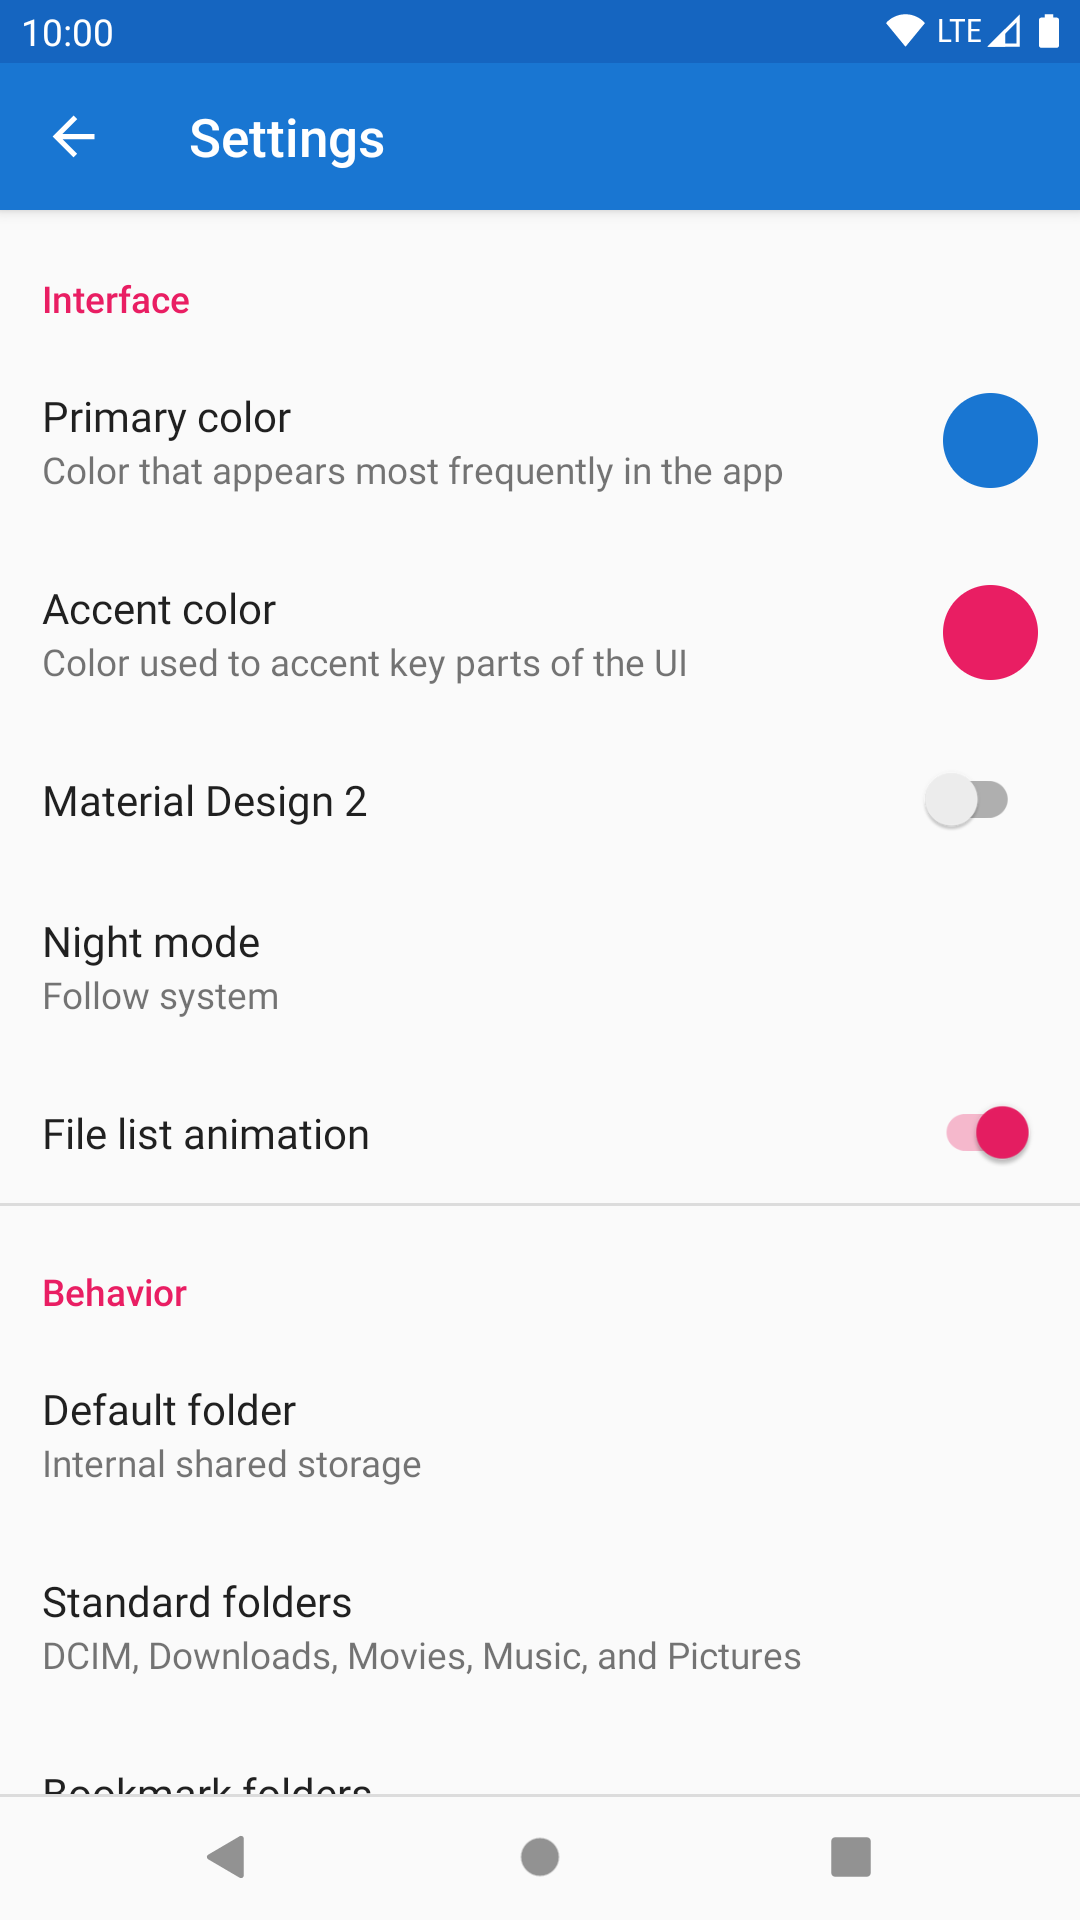 10:00 LTE
Settings
Interface
Primary color
Color that appears most frequently in the app
Accent color
Color used to accent key parts of the UI
Material Design 2
Night mode
Follow system
File list animation
Behavior
Default folder
Internal shared storage
Standard folders
DCIM, Downloads, Movies, Music, and Pictures
Bookmark folders